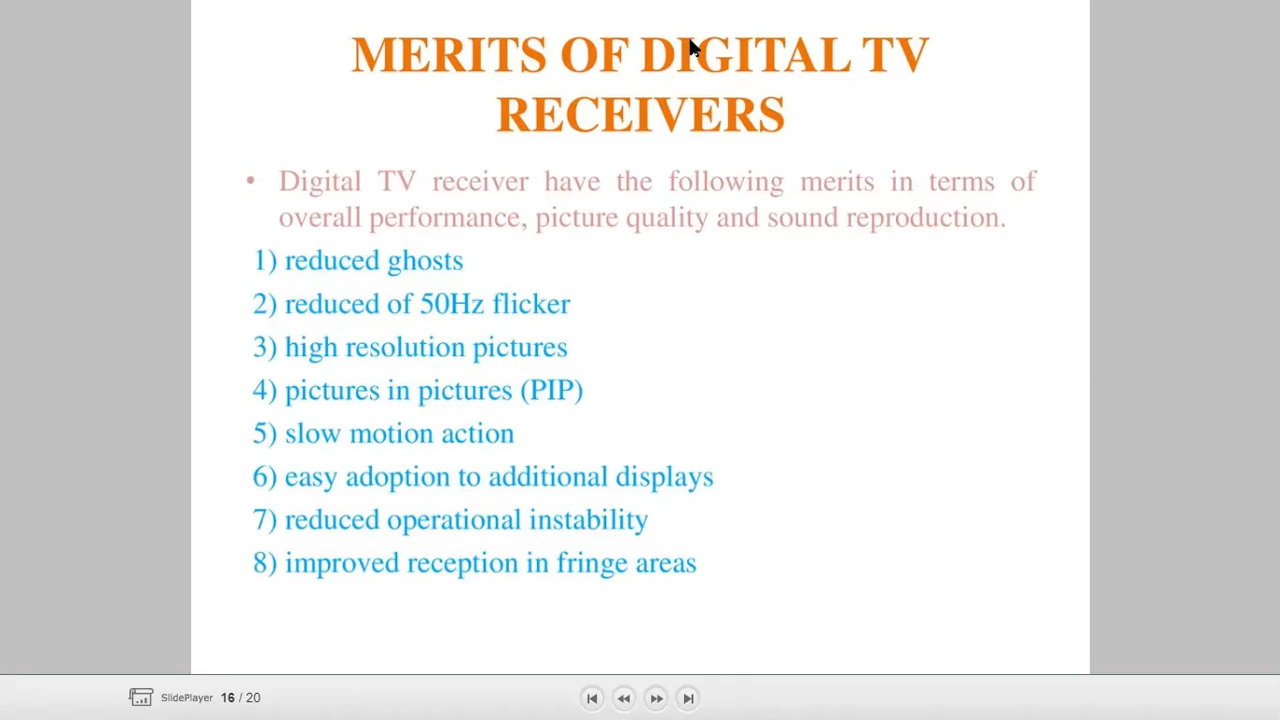 MERITS OF DIGITAL TV
RECEIVERS
• Digital TV receiver have the following merits in terms of
overall performance, picture quality and sound reproduction.
1) reduced ghosts
2) reduced of 50Hz flicker
3) high resolution pictures
4) pictures in pictures (PIP)
5) slow motion action
6) easy adoption to additional displays
7) reduced operational instability
8) improved reception in fringe areas
SlidePlayer 16 / 20